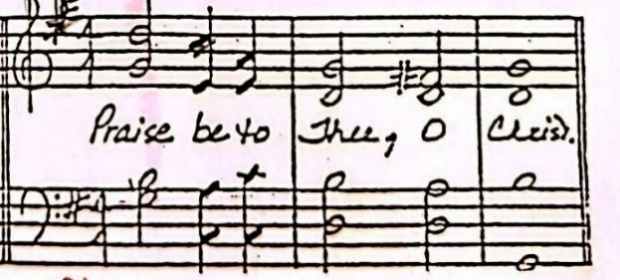 Praise be to Thee, O Christ.